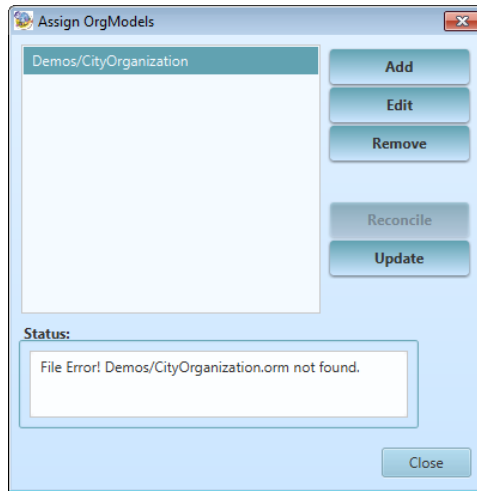 Assign OrgModels
Demos/CityOrganization
Add
Edit
Remove
Reconcile
Update
Status:
File Error! Demos/CityOrganization.orm not found.
Close